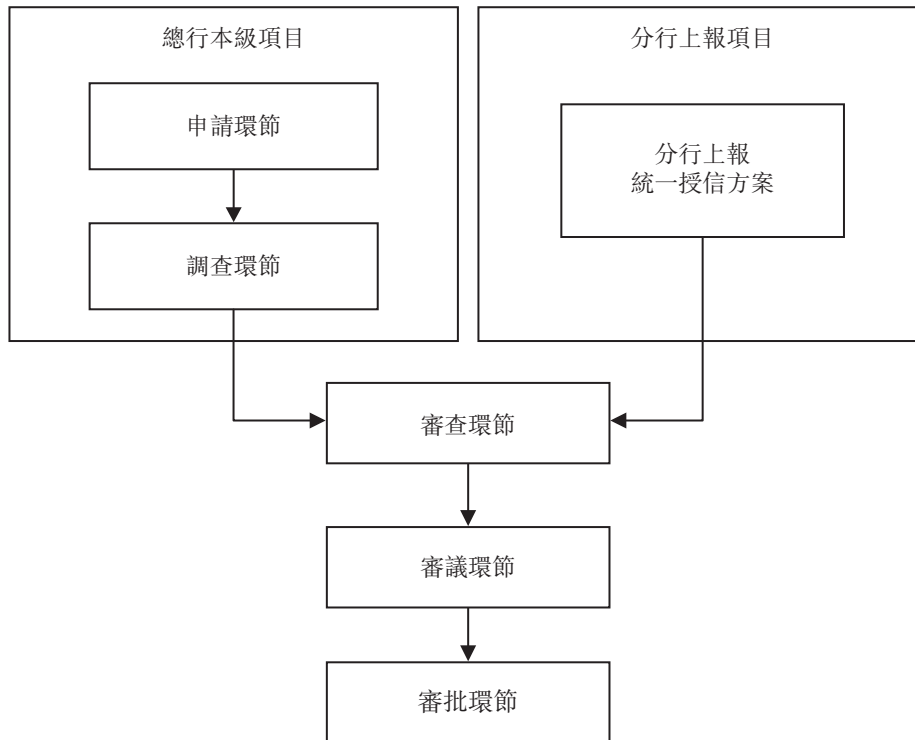 總行本級項目
申請環節
調查環節
分行上報項目
分行上報
統一授信方案
審查環節
審議環節
審批環節